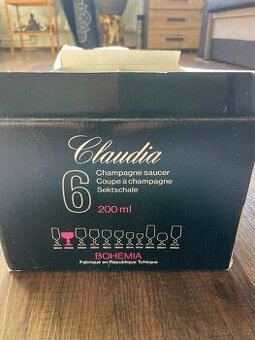 Claudia
6
Champagne saucer
Coupe à champagne
Sektschale
200 ml
BOHEMIA
Fabriqué en République Tchèque